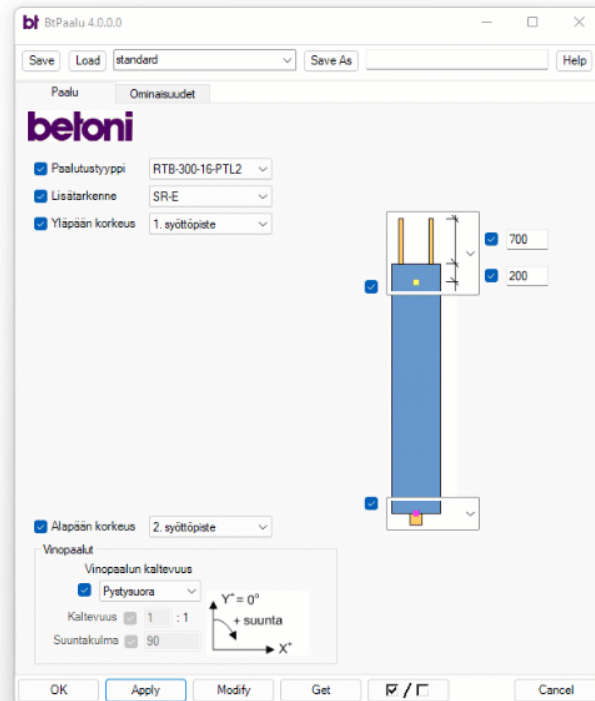 bt BtPaalu 4.0.0.0
Save Load standard Save As Help
Paalu Ominaisuudet
betoni
Paalutustyyppi RTB-300-16-PTL2
Lisätarkenne SR-E
Yläpään korkeus 1. syöttöpiste
700
200
Alapään korkeus 2. syöttöpiste
Vinopaalut
Vinopaalun kaltevuus
Pystysuora
Kaltevuus 1 : 1
Suuntakulma 90
Y⁺ = 0°
+ suunta
X⁺
OK Apply Modify Get / Cancel